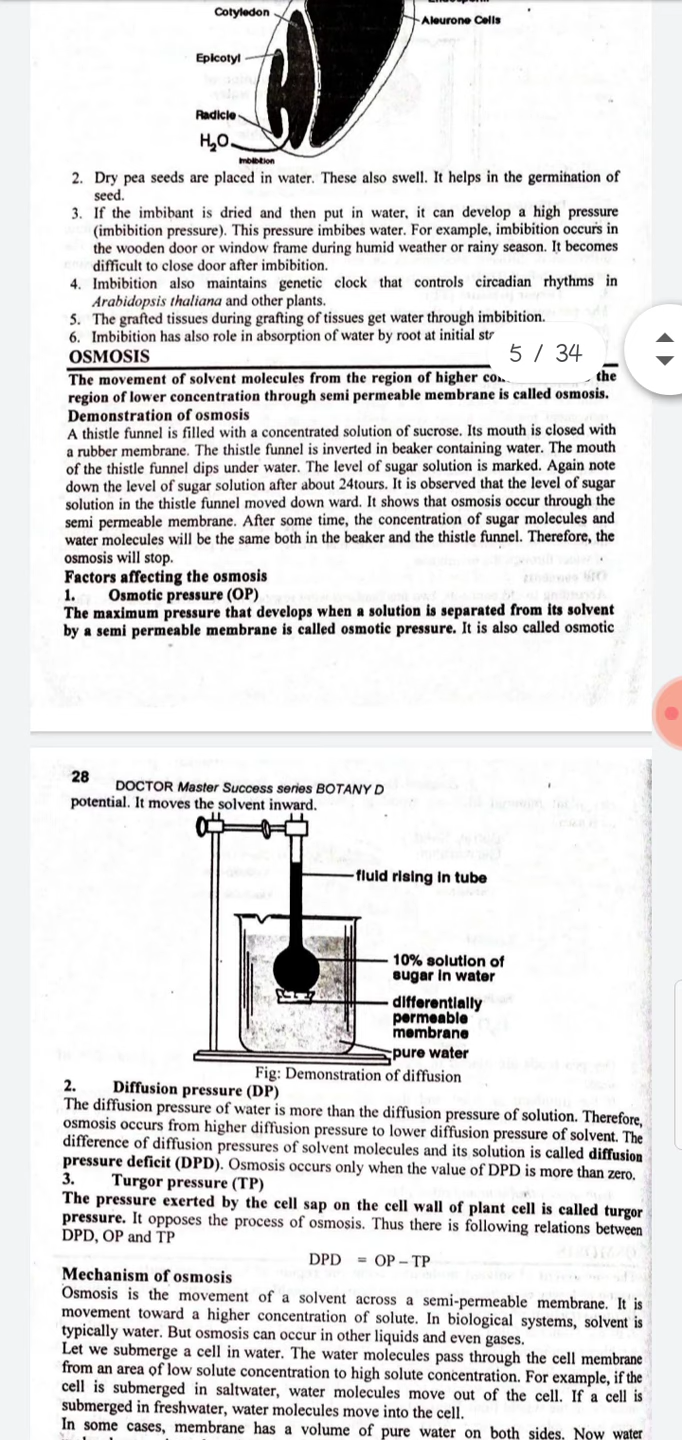 Cotyledon
Aleurone Cells
Epicotyl
Radicle
H₂O
Imbibition
2. Dry pea seeds are placed in water. These also swell. It helps in the germination of
seed.
3. If the imbibant is dried and then put in water, it can develop a high pressure
(imbibition pressure). This pressure imbibes water. For example, imbibition occurs in
the wooden door or window frame during humid weather or rainy season. It becomes
difficult to close door after imbibition.
4. Imbibition also maintains genetic clock that controls circadian rhythms in
Arabidopsis thaliana and other plants.
5. The grafted tissues during grafting of tissues get water through imbibition.
6. Imbibition has also role in absorption of water by root at initial
5 / 34
OSMOSIS
The movement of solvent molecules from the region of higher the
region of lower concentration through semi permeable membrane is called osmosis.
Demonstration of osmosis
A thistle funnel is filled with a concentrated solution of sucrose. Its mouth is closed with
a rubber membrane. The thistle funnel is inverted in beaker containing water. The mouth
of the thistle funnel dips under water. The level of sugar solution is marked. Again note
down the level of sugar solution after about 24tours. It is observed that the level of sugar
solution in the thistle funnel moved down ward. It shows that osmosis occur through the
semi permeable membrane. After some time, the concentration of sugar molecules and
water molecules will be the same both in the beaker and the thistle funnel. Therefore, the
osmosis will stop.
Factors affecting the osmosis
1. Osmotic pressure (OP)
The maximum pressure that develops when a solution is separated from its solvent
by a semi permeable membrane is called osmotic pressure. It is also called osmotic
28
DOCTOR Master Success series BOTANY D
potential. It moves the solvent inward.
fluid rising in tube
10% solution of
sugar in water
differentially
permeable
membrane
pure water
Fig: Demonstration of diffusion
2. Diffusion pressure (DP)
The diffusion pressure of water is more than the diffusion pressure of solution. Therefore,
osmosis occurs from higher diffusion pressure to lower diffusion pressure of solvent. The
difference of diffusion pressures of solvent molecules and its solution is called diffusion
pressure deficit (DPD). Osmosis occurs only when the value of DPD is more than zero.
3. Turgor pressure (TP)
The pressure exerted by the cell sap on the cell wall of plant cell is called turgor
pressure. It opposes the process of osmosis. Thus there is following relations between
DPD, OP and TP
DPD = OP – TP
Mechanism of osmosis
Osmosis is the movement of a solvent across a semi-permeable membrane. It is
movement toward a higher concentration of solute. In biological systems, solvent is
typically water. But osmosis can occur in other liquids and even gases.
Let we submerge a cell in water. The water molecules pass through the cell membrane
from an area of low solute concentration to high solute concentration. For example, if the
cell is submerged in saltwater, water molecules move out of the cell. If a cell is
submerged in freshwater, water molecules move into the cell.
In some cases, membrane has a volume of pure water on both sides. Now water